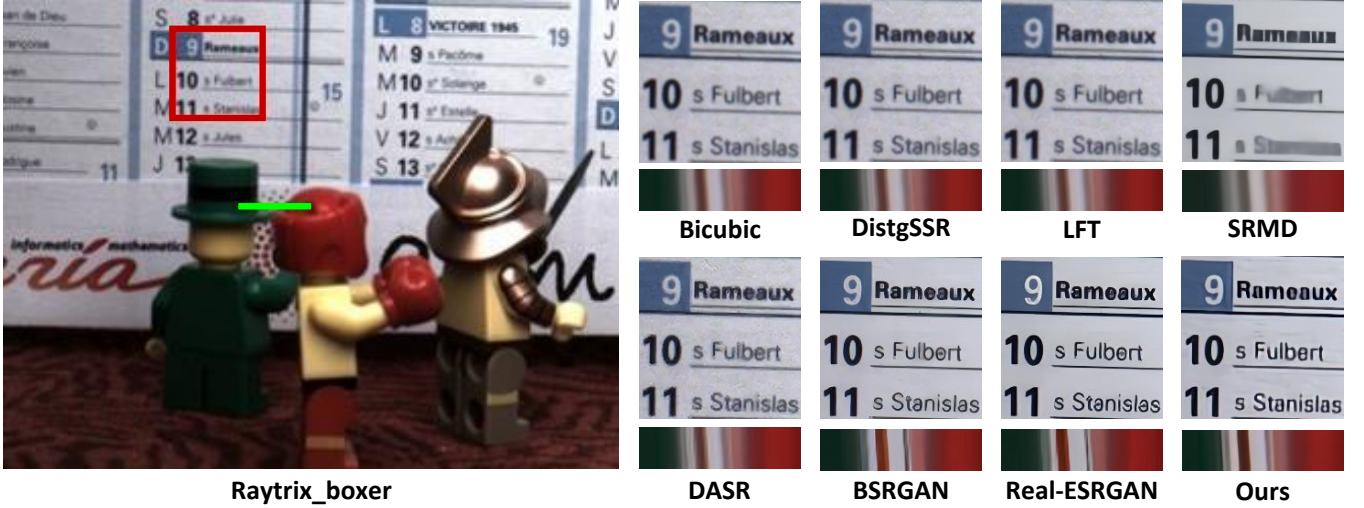 S 8 st Julie
D 9 Rameaux
L 10 s Fulbert
M 11 s Stanislas
M 12 s Jules
J
15
11
L 8 VICTOIRE 1945
M 9 s Pacôme
M 10 st Solange
J 11 st Estelle
V 12
S 13
19
J
V
S
D
L
M
informatics mathematics
Raytrix_boxer
9 Rameaux
10 s Fulbert
11 s Stanislas
Bicubic
9 Rameaux
10 s Fulbert
11 s Stanislas
DistgSSR
9 Rameaux
10 s Fulbert
11 s Stanislas
LFT
9 Rameaux
10
11
SRMD
9 Rameaux
10 s Fulbert
11 s Stanislas
DASR
9 Rameaux
10 s Fulbert
11 s Stanislas
BSRGAN
9 Rameaux
10 s Fulbert
11 s Stanislas
Real-ESRGAN
9 Rameaux
10 s Fulbert
11 s Stanislas
Ours